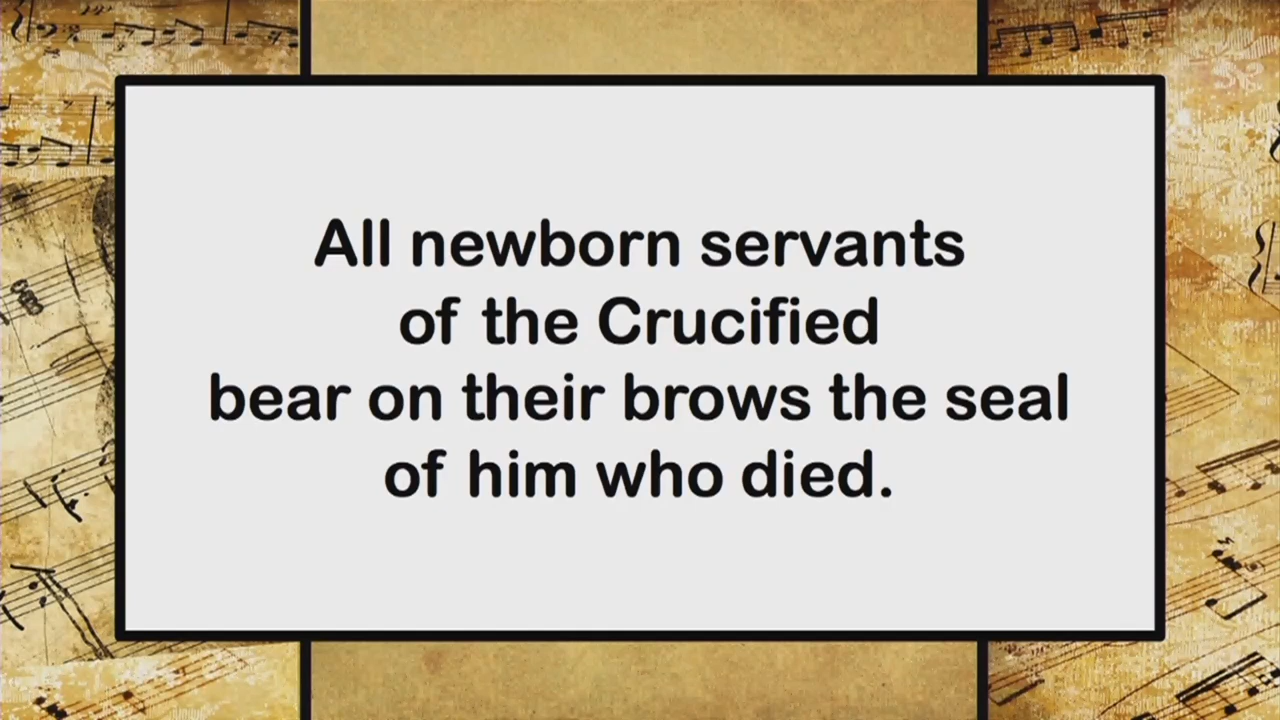 All newborn servants
of the Crucified
bear on their brows the seal
of him who died.